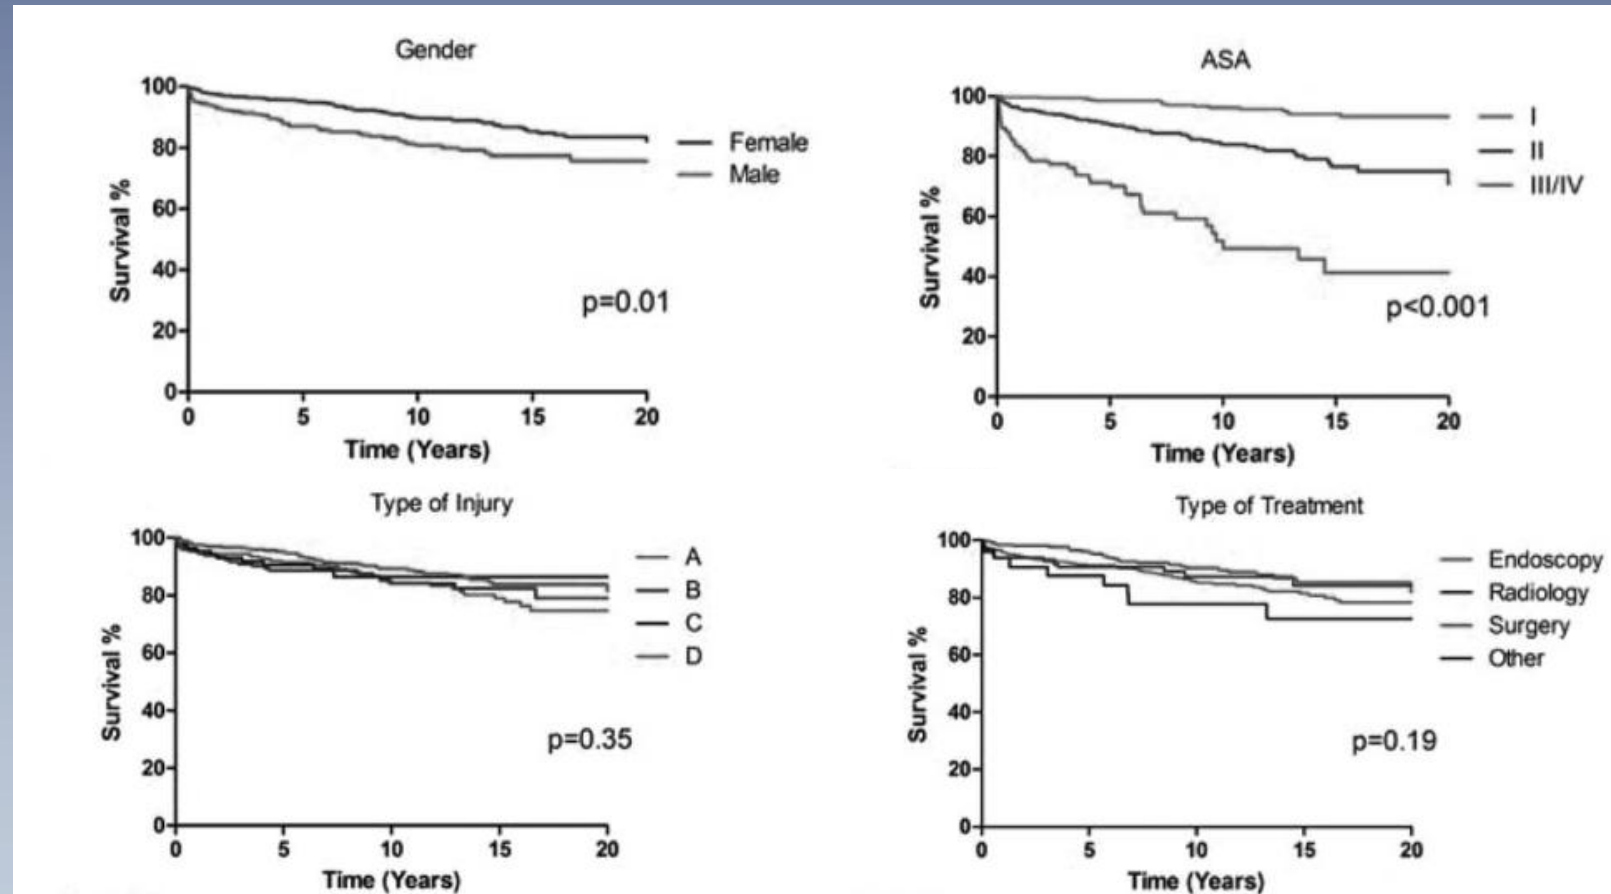 Gender
100
80
60
40
20
0
Survival %
0 5 10 15 20
Time (Years)
Female
Male
p=0.01
ASA
100
80
60
40
20
0
Survival %
0 5 10 15 20
Time (Years)
I
II
III/IV
p<0.001
Type of Injury
100
80
60
40
20
0
Survival %
0 5 10 15 20
Time (Years)
A
B
C
D
p=0.35
Type of Treatment
100
80
60
40
20
0
Survival %
0 5 10 15 20
Time (Years)
Endoscopy
Radiology
Surgery
Other
p=0.19